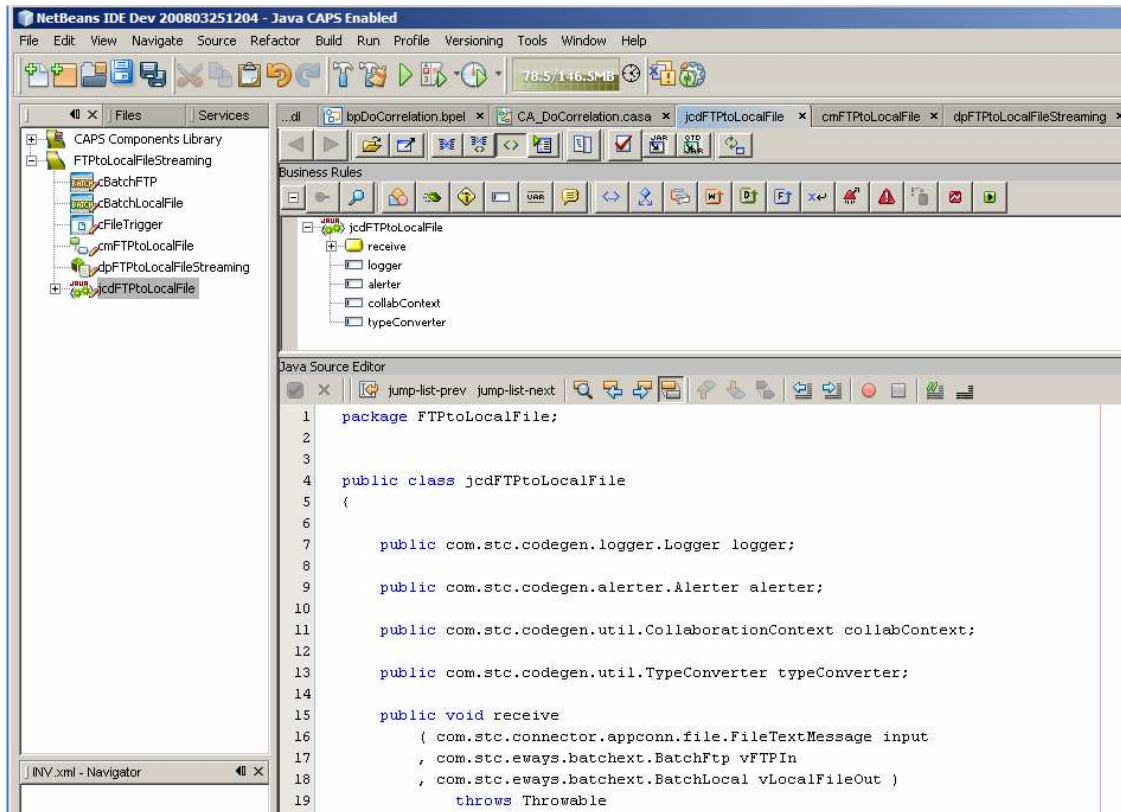 NetBeans IDE Dev 200803251204 - Java CAPS Enabled
File Edit View Navigate Source Refactor Build Run Profile Versioning Tools Window Help
78.5/146.5MB
Files Services
CAPS Components Library
FTPtoLocalFileStreaming
cBatchFTP
cBatchLocalFile
cFileTrigger
cmFTPtoLocalFile
dpFTPtoLocalFileStreaming
jcdFTPtoLocalFile
INV.xml - Navigator
...dl bpDoCorrelation.bpel CA_DoCorrelation.casa jcdFTPtoLocalFile cmFTPtoLocalFile dpFTPtoLocalFileStreaming
Business Rules
jcdFTPtoLocalFile
receive
logger
alerter
collabContext
typeConverter
Java Source Editor
jump-list-prev jump-list-next
1 package FTPtoLocalFile;
2
3
4 public class jcdFTPtoLocalFile
5 {
6
7 public com.stc.codegen.logger.Logger logger;
8
9 public com.stc.codegen.alerter.Alerter alerter;
10
11 public com.stc.codegen.util.CollaborationContext collabContext;
12
13 public com.stc.codegen.util.TypeConverter typeConverter;
14
15 public void receive
16 ( com.stc.connector.appconn.file.FileTextMessage input
17 , com.stc.eways.batchext.BatchFtp vFTPIn
18 , com.stc.eways.batchext.BatchLocal vLocalFileOut )
19 throws Throwable